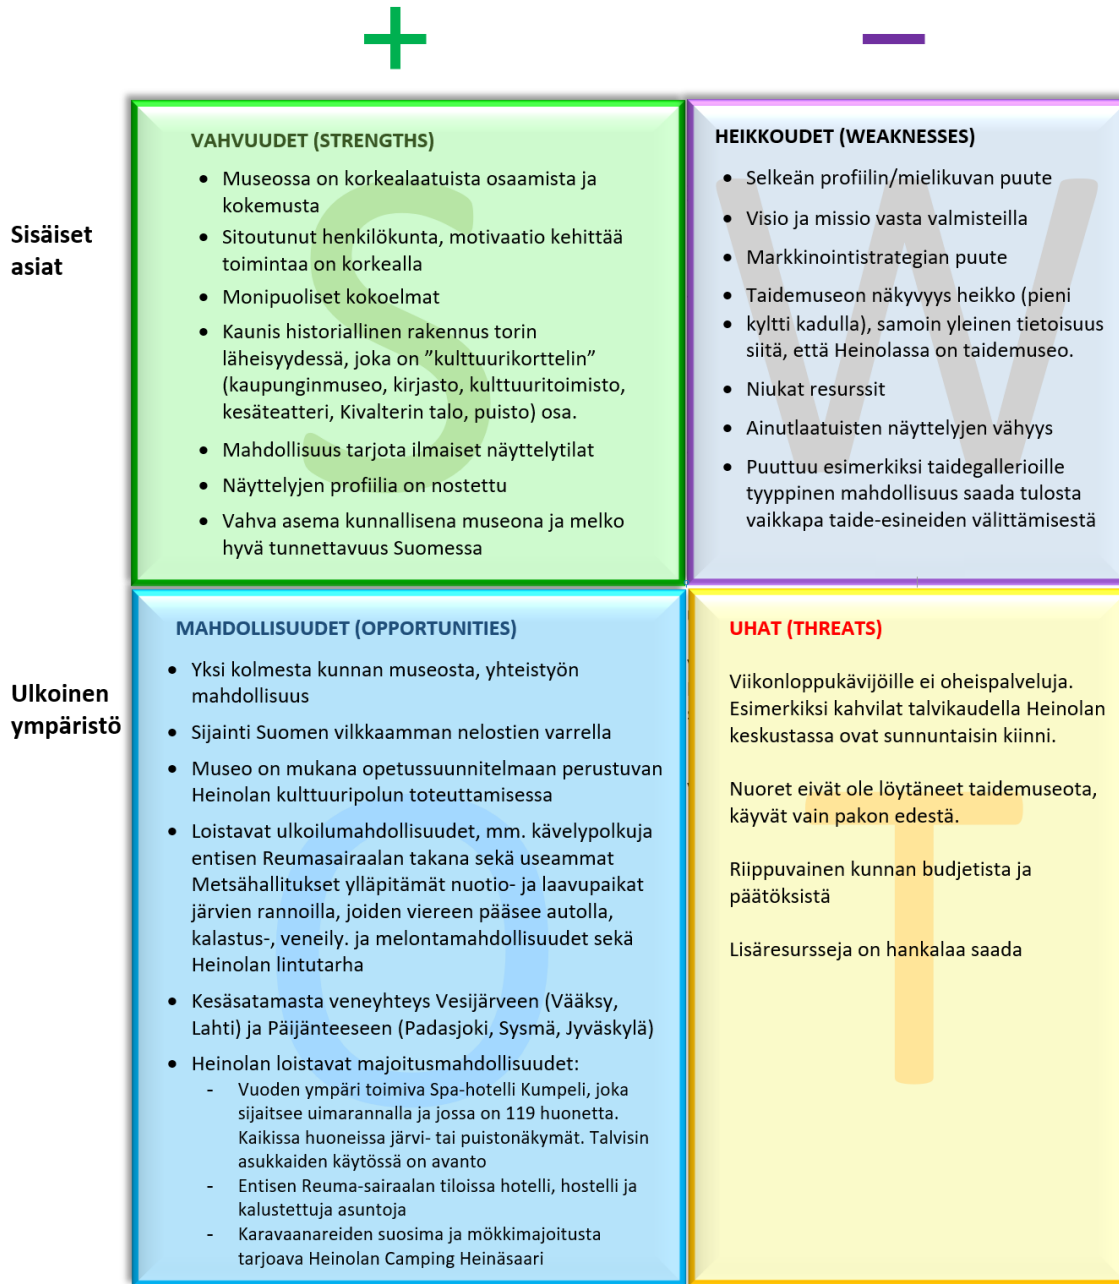 + −
Sisäiset
asiat
VAHVUUDET (STRENGTHS)
• Museossa on korkealaatuista osaamista ja
kokemusta
• Sitoutunut henkilökunta, motivaatio kehittää
toimintaa on korkealla
• Monipuoliset kokoelmat
• Kaunis historiallinen rakennus torin
läheisyydessä, joka on ”kulttuurikorttelin”
(kaupunginmuseo, kirjasto, kulttuuritoimisto,
kesäteatteri, Kivalterin talo, puisto) osa.
• Mahdollisuus tarjota ilmaiset näyttelytilat
• Näyttelyjen profiilia on nostettu
• Vahva asema kunnallisena museona ja melko
hyvä tunnettavuus Suomessa
S
HEIKKOUDET (WEAKNESSES)
• Selkeän profiilin/mielikuvan puute
• Visio ja missio vasta valmisteilla
• Markkinointistrategian puute
• Taidemuseon näkyvyys heikko (pieni
• kyltti kadulla), samoin yleinen tietoisuus
siitä, että Heinolassa on taidemuseo.
• Niukat resurssit
• Ainutlaatuisten näyttelyjen vähyys
• Puuttuu esimerkiksi taidegallerioille
tyyppinen mahdollisuus saada tulosta
vaikkapa taide-esineiden välittämisestä
W
Ulkoinen
ympäristö
MAHDOLLISUUDET (OPPORTUNITIES)
• Yksi kolmesta kunnan museosta, yhteistyön
mahdollisuus
• Sijainti Suomen vilkkaamman nelostien varrella
• Museo on mukana opetussuunnitelmaan perustuvan
Heinolan kulttuuripolun toteuttamisessa
• Loistavat ulkoilumahdollisuudet, mm. kävelypolkuja
entisen Reumasairaalan takana sekä useammat
Metsähallitukset ylläpitämät nuotio- ja laavupaikat
järvien rannoilla, joiden viereen pääsee autolla,
kalastus-, veneily. ja melontamahdollisuudet sekä
Heinolan lintutarha
• Kesäsatamasta veneyhteys Vesijärveen (Vääksy,
Lahti) ja Päijänteeseen (Padasjoki, Sysmä, Jyväskylä)
• Heinolan loistavat majoitusmahdollisuudet:
- Vuoden ympäri toimiva Spa-hotelli Kumpeli, joka
sijaitsee uimarannalla ja jossa on 119 huonetta.
Kaikissa huoneissa järvi- tai puistonäkymät. Talvisin
asukkaiden käytössä on avanto
- Entisen Reuma-sairaalan tiloissa hotelli, hostelli ja
kalustettuja asuntoja
- Karavaanareiden suosima ja mökkimajoitusta
tarjoava Heinolan Camping Heinäsaari
O
UHAT (THREATS)
Viikonloppukävijöille ei oheispalveluja.
Esimerkiksi kahvilat talvikaudella Heinolan
keskustassa ovat sunnuntaisin kiinni.
Nuoret eivät ole löytäneet taidemuseota,
käyvät vain pakon edestä.
Riippuvainen kunnan budjetista ja
päätöksistä
Lisäresursseja on hankalaa saada
T